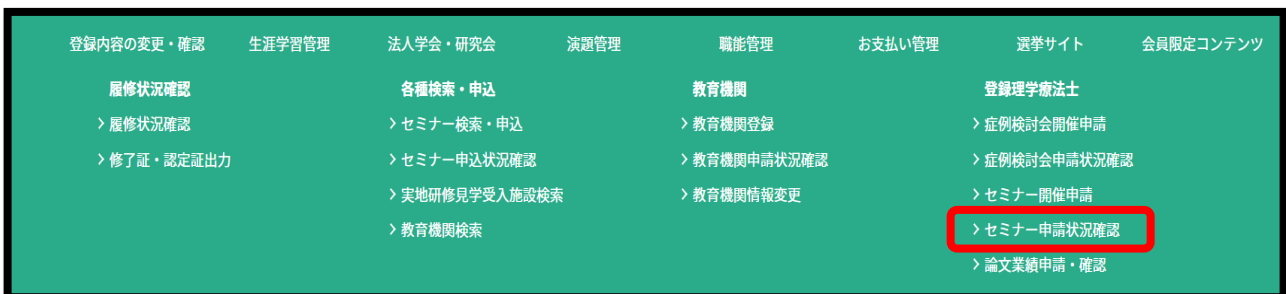 登録内容の変更・確認 生涯学習管理 法人学会・研究会 演題管理 職能管理 お支払い管理 選挙サイト 会員限定コンテンツ
履修状況確認
>履修状況確認
>修了証・認定証出力
各種検索・申込
>セミナー検索・申込
>セミナー申込状況確認
>実地研修見学受入施設検索
>教育機関検索
教育機関
>教育機関登録
>教育機関申請状況確認
>教育機関情報変更
登録理学療法士
>症例検討会開催申請
>症例検討会申請状況確認
>セミナー開催申請
>セミナー申請状況確認
>論文業績申請・確認